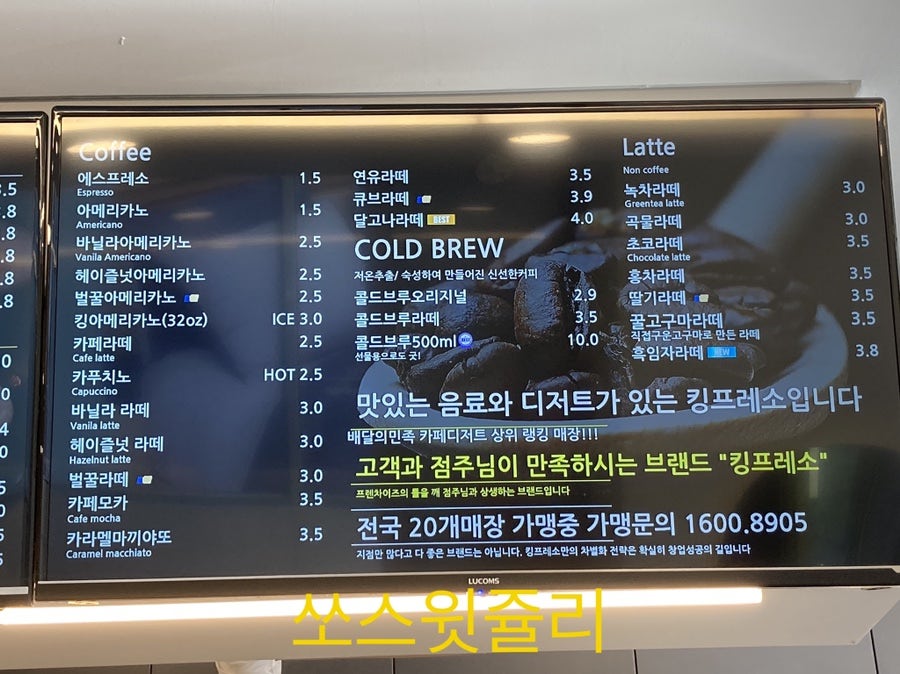 Coffee
에스프레소 1.5
Espresso
아메리카노 1.5
Americano
바닐라아메리카노 2.5
Vanila Americano
헤이즐넛아메리카노 2.5
벌꿀아메리카노 2.5
킹아메리카노(32oz) ICE 3.0
카페라떼 2.5
Cafe latte
카푸치노 HOT 2.5
Capuccino
바닐라 라떼 3.0
Vanilla latte
헤이즐넛 라떼 3.0
Hazelnut latte
벌꿀라떼 3.0
카페모카 3.5
Cafe mocha
카라멜마끼야또 3.5
Caramel macchiato
연유라떼 3.5
큐브라떼 3.9
달고나라떼 BEST 4.0
COLD BREW
저온추출/ 숙성하여 만들어진 신선한커피
콜드브루오리지널 2.9
콜드브루라떼 3.5
콜드브루500ml 10.0
선물용으로도 굿!
Latte
Non coffee
녹차라떼 3.0
Greentea latte
곡물라떼 3.0
초코라떼 3.5
Chocolate latte
홍차라떼 3.5
딸기라떼 3.5
꿀고구마라떼 3.5
직접구운고구마로 만든 라떼
흑임자라떼 NEW 3.8
맛있는 음료와 디저트가 있는 킹프레소입니다
배달의민족 카페디저트 상위 랭킹 매장!!!
고객과 점주님이 만족하시는 브랜드 "킹프레소"
프렌차이즈의 틀을 깨 점주님과 상생하는 브랜드입니다
전국 20개매장 가맹중 가맹문의 1600.8905
지점만 많다고 다 좋은 브랜드는 아닙니다. 킹프레소만의 차별화 전략은 확실히 창업성공의 길입니다
LUCOMS
쏘스윗쥴리